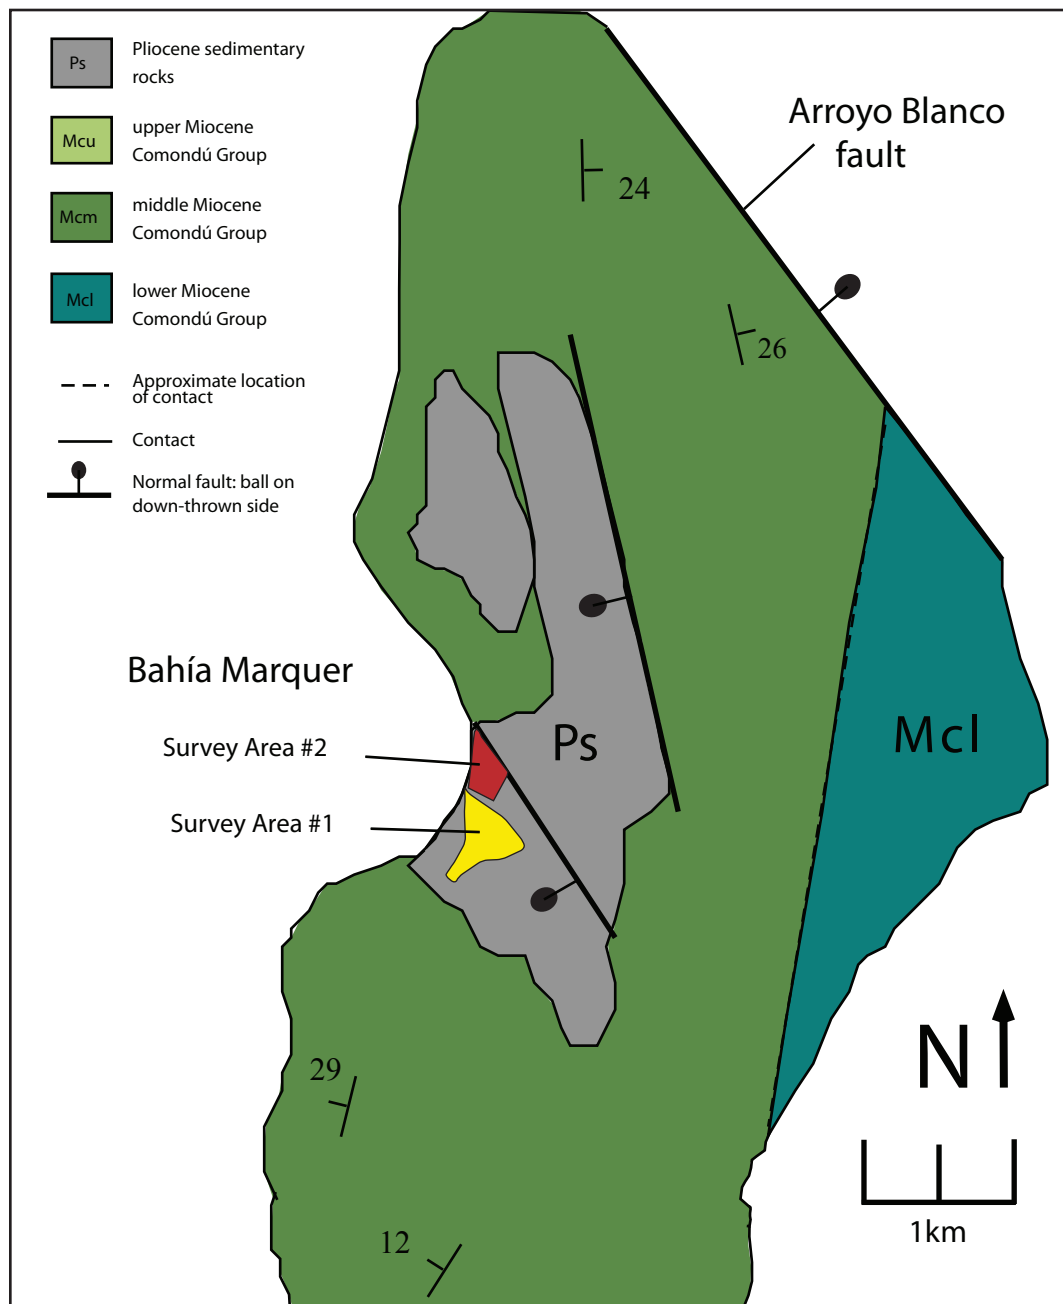 Ps
Pliocene sedimentary
rocks
Mcu
upper Miocene
Comondú Group
Mcm
middle Miocene
Comondú Group
Mcl
lower Miocene
Comondú Group
Approximate location
of contact
Contact
Normal fault: ball on
down-thrown side
Arroyo Blanco
fault
24
26
Bahía Marquer
Survey Area #2
Survey Area #1
Ps
Mcl
29
12
N
1km